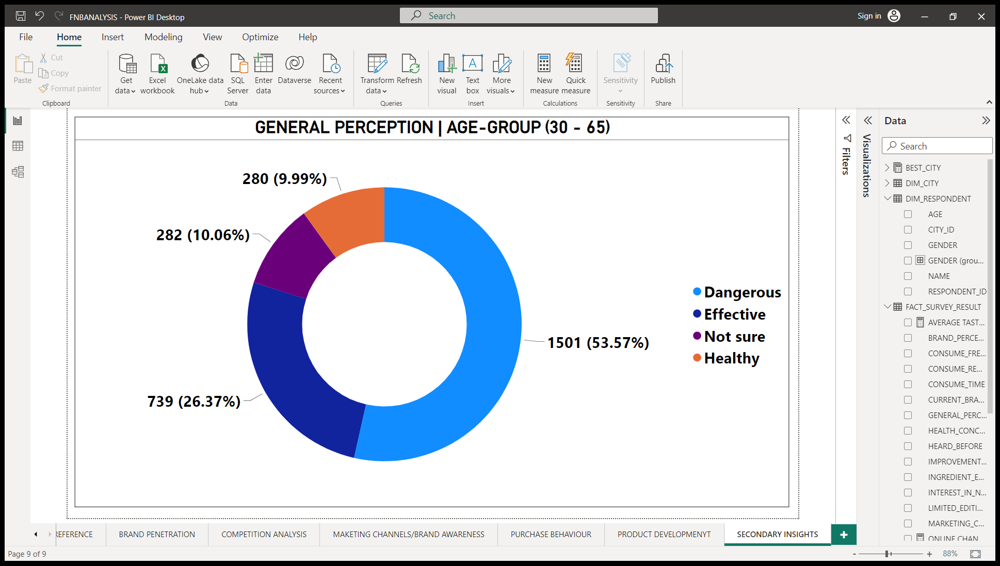 FNBANALYSIS - Power BI Desktop
Search
Sign in
File Home Insert Modeling View Optimize Help
Paste
Cut
Copy
Format painter
Clipboard
Get data
Excel workbook
OneLake data hub
SQL Server
Enter data
Dataverse
Recent sources
Data
Transform data
Refresh
Queries
New visual
Text box
More visuals
Insert
New measure
Quick measure
Calculations
Sensitivity
Sensitivity
Publish
Share
GENERAL PERCEPTION | AGE-GROUP (30 - 65)
280 (9.99%)
282 (10.06%)
739 (26.37%)
1501 (53.57%)
Dangerous
Effective
Not sure
Healthy
Filters
Visualizations
Data
Search
BEST_CITY
DIM_CITY
DIM_RESPONDENT
AGE
CITY_ID
GENDER
GENDER (grou...
NAME
RESPONDENT_ID
FACT_SURVEY_RESULT
AVERAGE TAST...
BRAND_PERCE...
CONSUME_FRE...
CONSUME_RE...
CONSUME_TIME
CURRENT_BRA...
GENERAL_PERC...
HEALTH_CONC...
HEARD_BEFORE
IMPROVEMENT...
INGREDIENT_E...
INTEREST_IN_N...
LIMITED_EDITI...
MARKETING_C...
ONLINE CHAN
REFERENCE
BRAND PENETRATION
COMPETITION ANALYSIS
MAKETING CHANNELS/BRAND AWARENESS
PURCHASE BEHAVIOUR
PRODUCT DEVELOPMENYT
SECONDARY INSIGHTS
Page 9 of 9
- + 88%